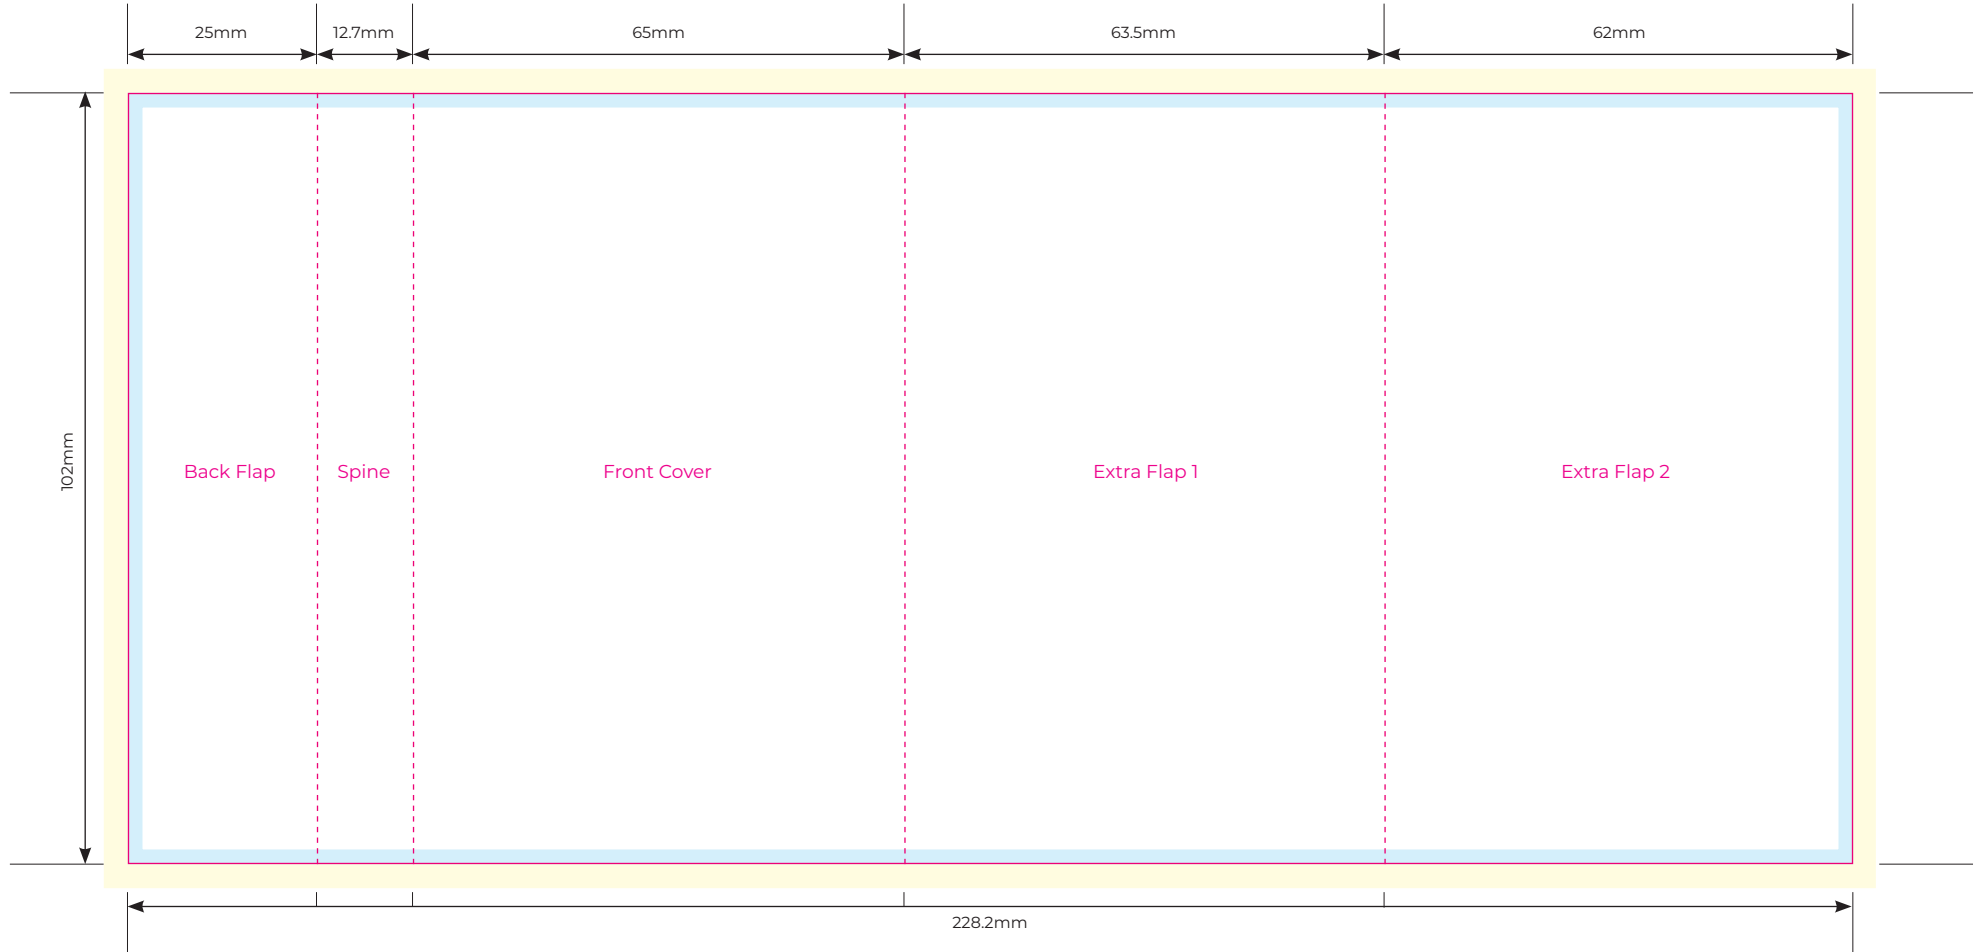 25mm
12.7mm
65mm
63.5mm
62mm
102mm
Back Flap
Spine
Front Cover
Extra Flap 1
Extra Flap 2
228.2mm